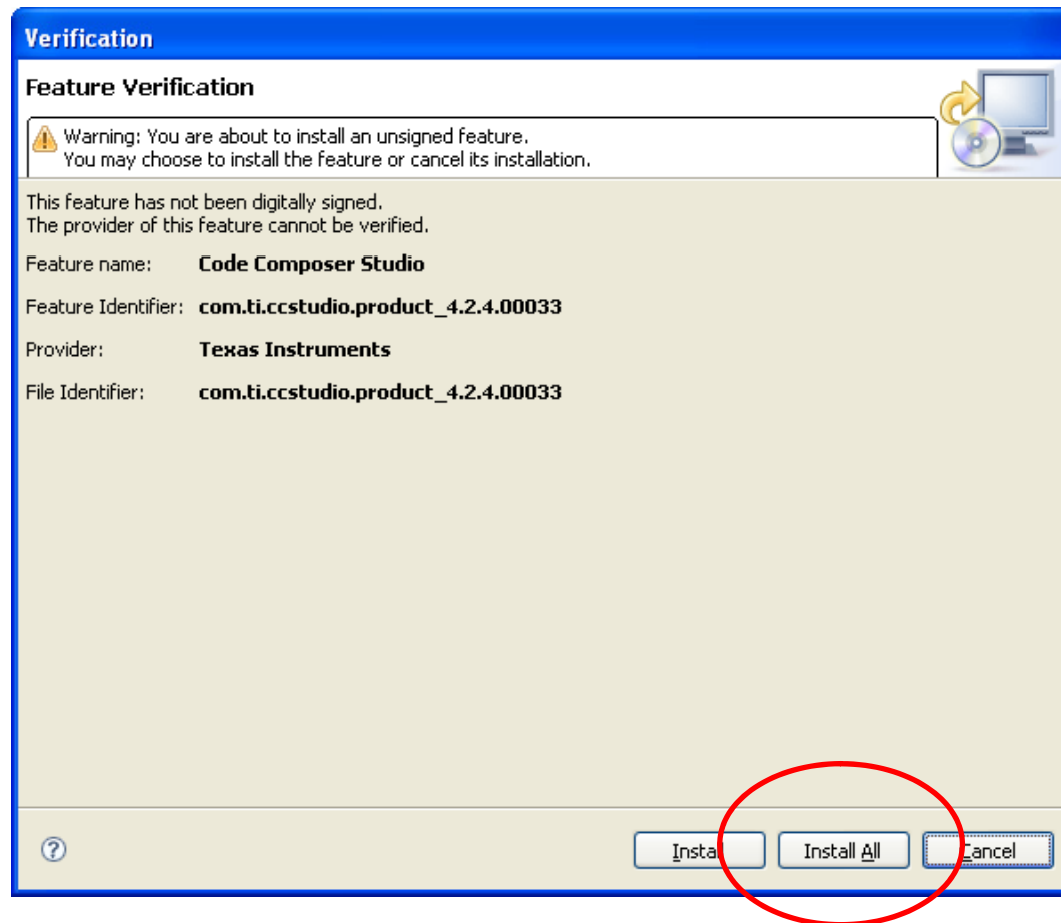 Verification
Feature Verification
Warning: You are about to install an unsigned feature.
You may choose to install the feature or cancel its installation.
This feature has not been digitally signed.
The provider of this feature cannot be verified.
Feature name: Code Composer Studio
Feature Identifier: com.ti.ccstudio.product_4.2.4.00033
Provider: Texas Instruments
File Identifier: com.ti.ccstudio.product_4.2.4.00033
? Install Install All Cancel